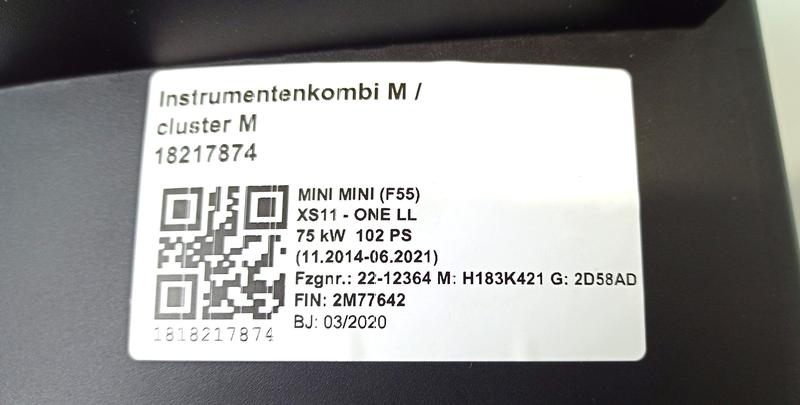 Instrumentenkombi M /
cluster M
18217874
MINI MINI (F55)
XS11 - ONE LL
75 kW 102 PS
(11.2014-06.2021)
Fzgnr.: 22-12364 M: H183K421 G: 2D58AD
FIN: 2M77642
BJ: 03/2020
1818217874